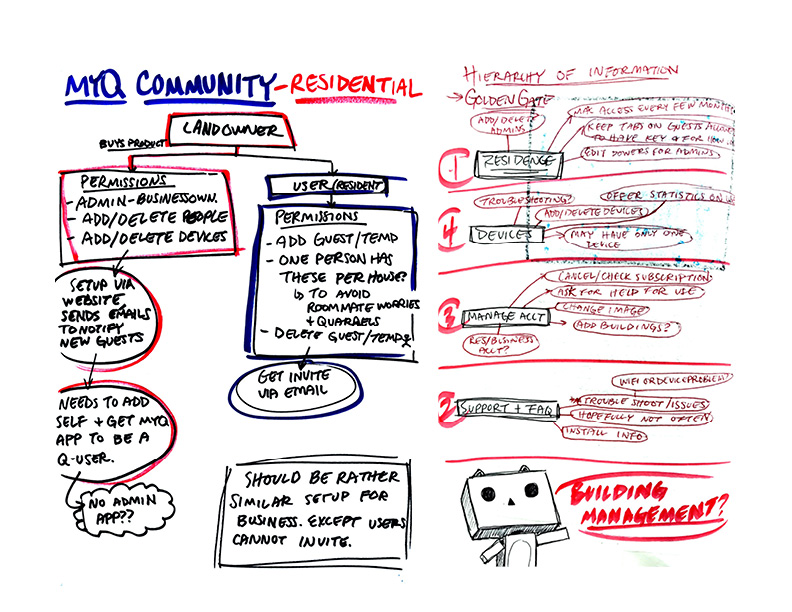 MYQ COMMUNITY-RESIDENTIAL
LANDOWNER
BUYS PRODUCT
PERMISSIONS
- ADMIN-BUSINESSOWN.
- ADD/DELETE PEOPLE
- ADD/DELETE DEVICES
SETUP VIA
WEBSITE,
SENDS EMAILS
TO NOTIFY
NEW GUESTS
NEEDS TO ADD
SELF + GET MYQ
APP TO BE A
Q-USER.
NO ADMIN
APP??
USER/RESIDENT
PERMISSIONS
- ADD GUEST/TEMP
- ONE PERSON HAS
THESE PER HOUSE?
↳ TO AVOID
ROOMMATE WORRIES
+ QUARRELS
- DELETE GUEST/TEMP
GET INVITE
VIA EMAIL
SHOULD BE RATHER
SIMILAR SETUP FOR
BUSINESS. EXCEPT USERS
CANNOT INVITE.
HIERARCHY OF INFORMATION
→ GOLDEN GATE
ADD/DELETE
ADMINS
1 RESIDENCE
ACCESS EVERY FEW MONTHS
KEEP TABS ON GUESTS ALLOWED
TO HAVE KEY & FOR HOW
EDIT POWERS FOR ADMINS
TROUBLESHOOTING?
OFFER STATISTICS ON
ADD/DELETE DEVICES
4 DEVICES
MAY HAVE ONLY ONE
DEVICE
CANCEL/CHECK SUBSCRIPTION
ASK FOR HELP FOR USE
3 MANAGE ACCT
CHANGE IMAGE
ADD BUILDINGS?
RES/BUSINESS
ACCT?
WIFI OR DEVICE PROBLEM?
2 SUPPORT + FAQ
TROUBLE SHOOT/ISSUES
HOPEFULLY NOT OFTEN
INSTALL INFO
BUILDING
MANAGEMENT?